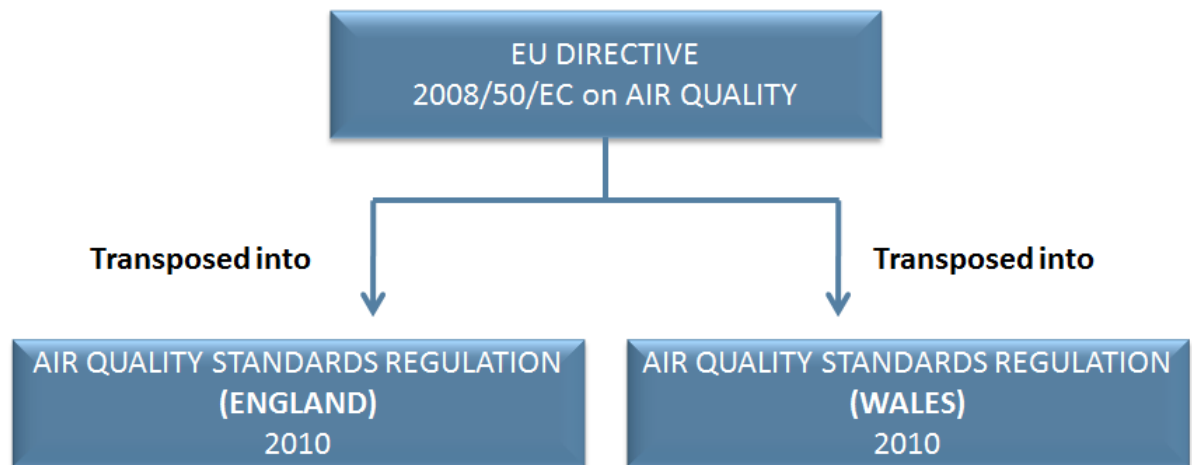 EU DIRECTIVE
2008/50/EC on AIR QUALITY
Transposed into
Transposed into
AIR QUALITY STANDARDS REGULATION
(ENGLAND)
2010
AIR QUALITY STANDARDS REGULATION
(WALES)
2010